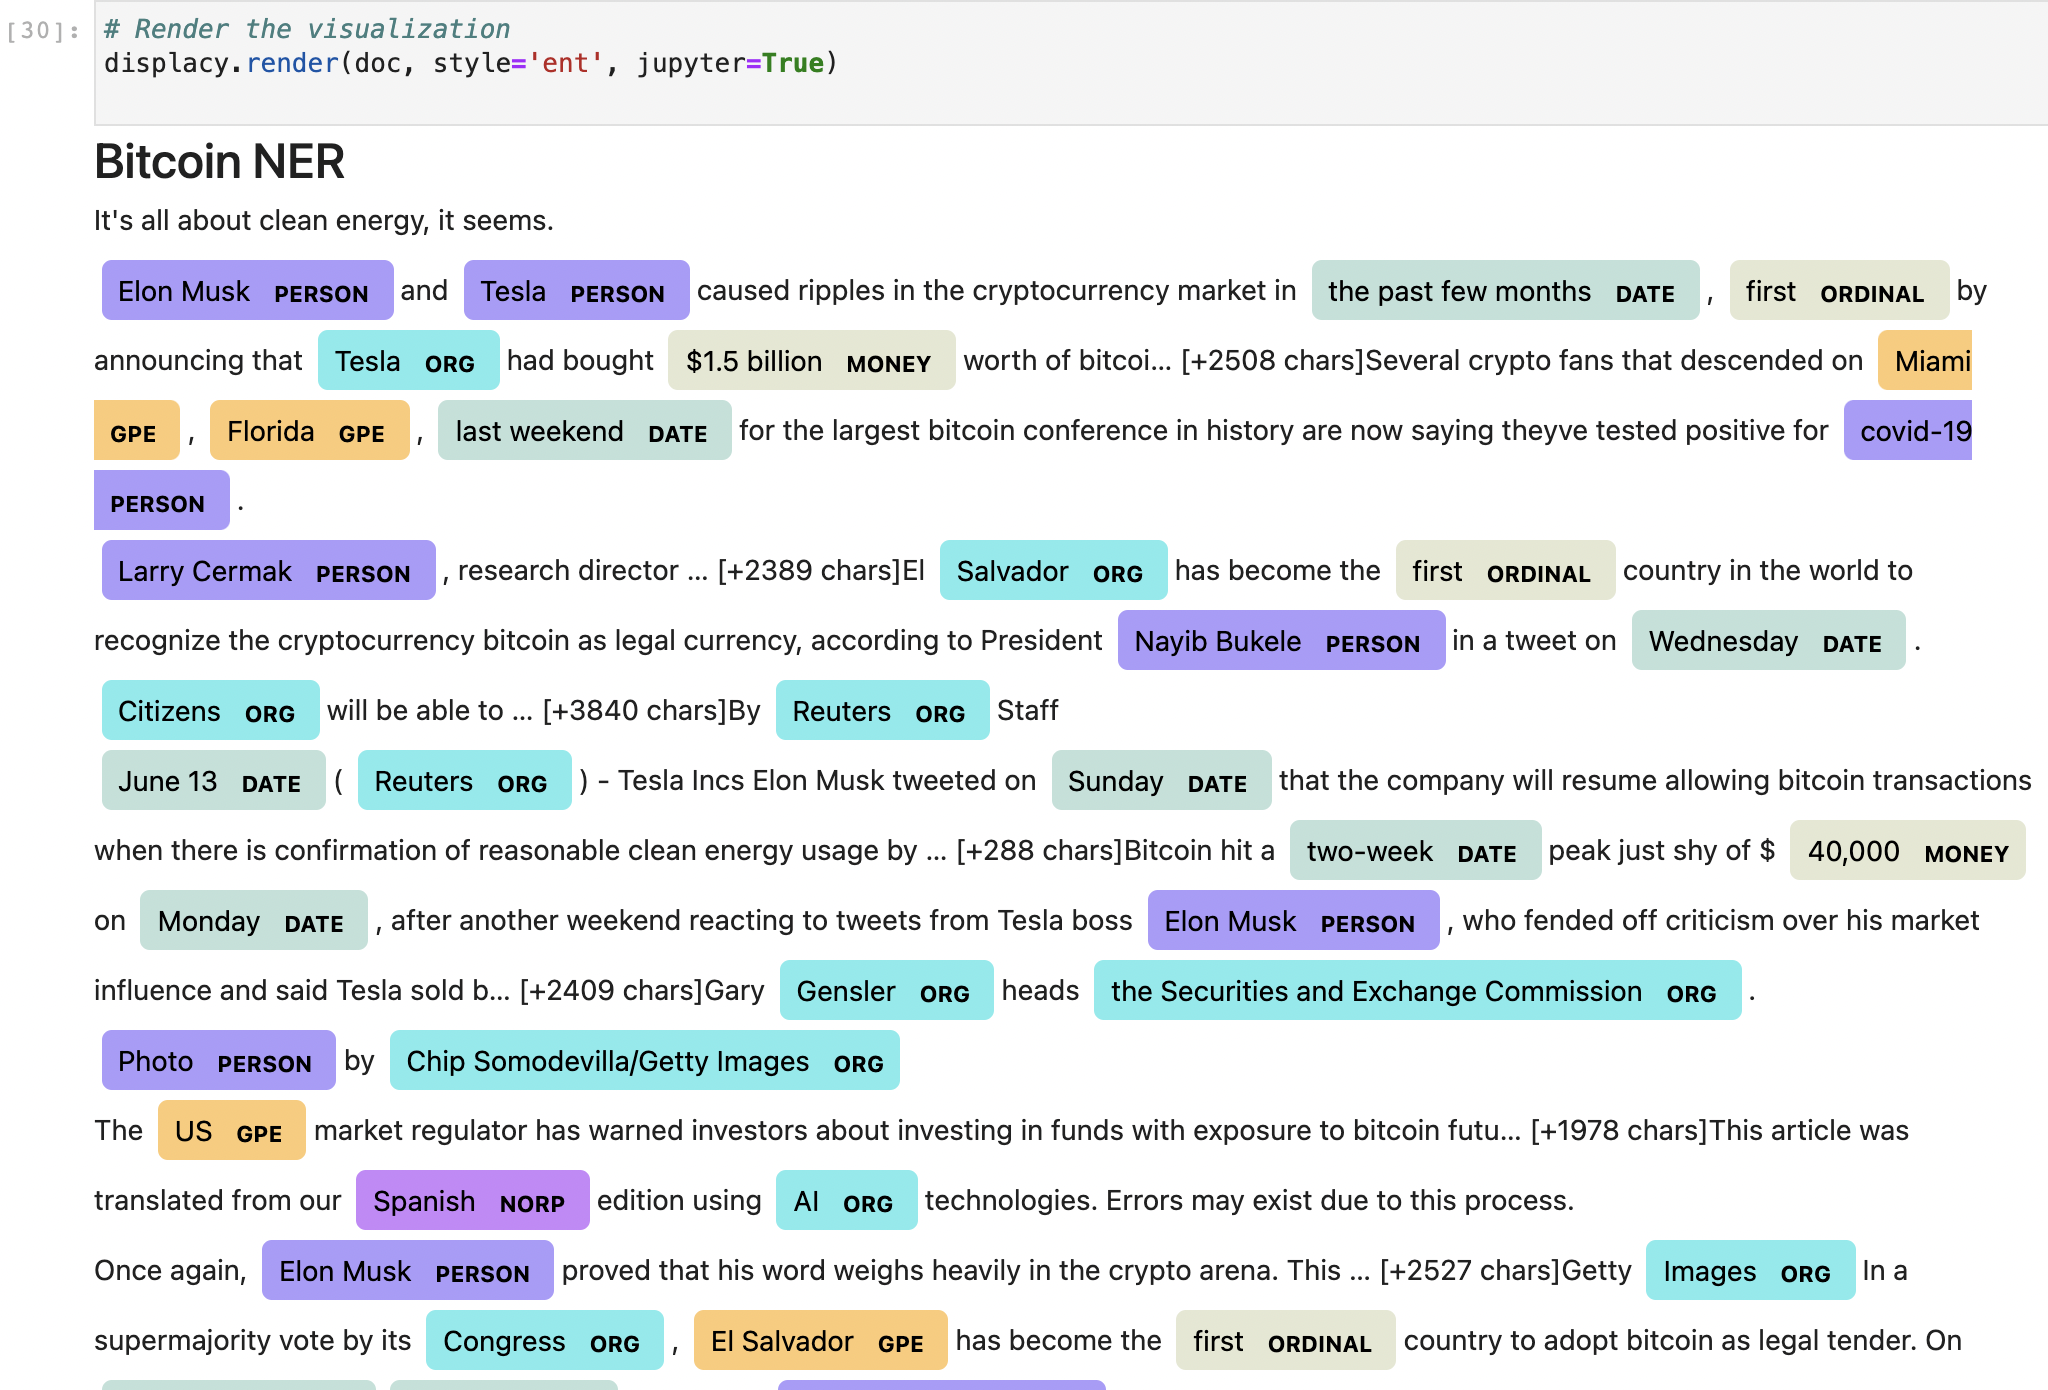 [30]:
# Render the visualization
displacy.render(doc, style='ent', jupyter=True)
Bitcoin NER
It's all about clean energy, it seems.
Elon Musk PERSON and Tesla PERSON caused ripples in the cryptocurrency market in the past few months DATE , first ORDINAL by
announcing that Tesla ORG had bought $1.5 billion MONEY worth of bitcoi... [+2508 chars]Several crypto fans that descended on Miami
GPE , Florida GPE , last weekend DATE for the largest bitcoin conference in history are now saying theyve tested positive for covid-19
PERSON .
Larry Cermak PERSON , research director ... [+2389 chars]El Salvador ORG has become the first ORDINAL country in the world to
recognize the cryptocurrency bitcoin as legal currency, according to President Nayib Bukele PERSON in a tweet on Wednesday DATE .
Citizens ORG will be able to ... [+3840 chars]By Reuters ORG Staff
June 13 DATE ( Reuters ORG ) - Tesla Incs Elon Musk tweeted on Sunday DATE that the company will resume allowing bitcoin transactions
when there is confirmation of reasonable clean energy usage by ... [+288 chars]Bitcoin hit a two-week DATE peak just shy of $ 40,000 MONEY
on Monday DATE , after another weekend reacting to tweets from Tesla boss Elon Musk PERSON , who fended off criticism over his market
influence and said Tesla sold b... [+2409 chars]Gary Gensler ORG heads the Securities and Exchange Commission ORG .
Photo PERSON by Chip Somodevilla/Getty Images ORG
The US GPE market regulator has warned investors about investing in funds with exposure to bitcoin futu... [+1978 chars]This article was
translated from our Spanish NORP edition using AI ORG technologies. Errors may exist due to this process.
Once again, Elon Musk PERSON proved that his word weighs heavily in the crypto arena. This ... [+2527 chars]Getty Images ORG In a
supermajority vote by its Congress ORG , El Salvador GPE has become the first ORDINAL country to adopt bitcoin as legal tender. On